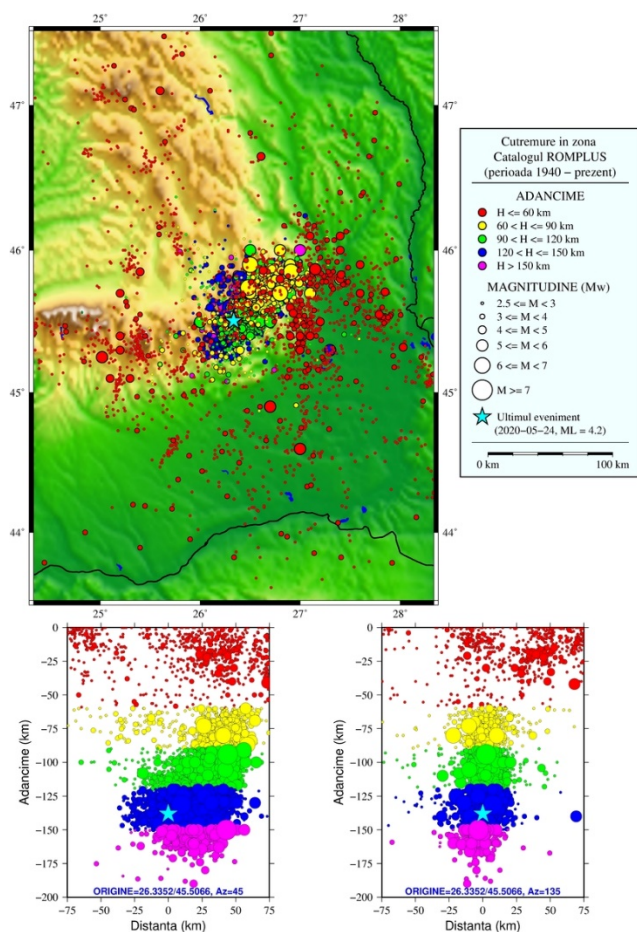 25° 26° 27° 28°
47° 47°
46° 46°
45° 45°
44° 44°
25° 26° 27° 28°
Cutremure in zona
Catalogul ROMPLUS
(perioada 1940 − prezent)
ADANCIME
H <= 60 km
60 < H <= 90 km
90 < H <= 120 km
120 < H <= 150 km
H > 150 km
MAGNITUDINE (Mw)
2.5 < M < 3
3 <= M < 4
4 <= M < 5
5 <= M < 6
6 <= M < 7
M >= 7
Ultimul eveniment
(2020-05-24, ML = 4.2)
0 km 100 km
0
−25
−50
−75
−100
−125
−150
−175
−200
Adancime (km)
ORIGINE=26.3352/45.5066, Az=45
−75 −50 −25 0 25 50 75
Distanta (km)
0
−25
−50
−75
−100
−125
−150
−175
−200
Adancime (km)
ORIGINE=26.3352/45.5066, Az=135
−75 −50 −25 0 25 50 75
Distanta (km)